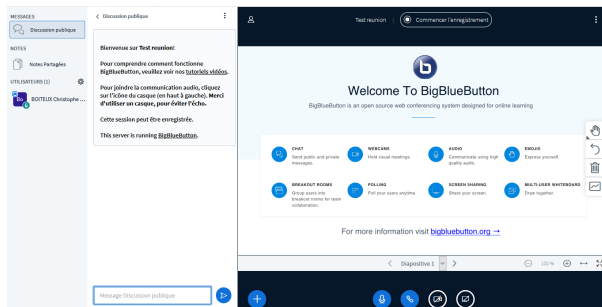 MESSAGES
Discussion publique
NOTES
Notes Partagées
UTILISATEURS (1)
Bo
BOITEUX Christophe ...
Discussion publique
Bienvenue sur Test reunion!
Pour comprendre comment fonctionne
BigBlueButton, veuillez voir nos tutoriels vidéos.
Pour joindre la communication audio, cliquez
sur l'icône du casque (en haut à gauche). Merci
d'utiliser un casque, pour éviter l'écho.
Cette session peut être enregistrée.
This server is running BigBlueButton.
Message Discussion publique
Test reunion
Commencer l'enregistrement
b
Welcome To BigBlueButton
BigBlueButton is an open source web conferencing system designed for online learning
CHAT
Send public and private
messages.
WEBCAMS
Hold visual meetings.
AUDIO
Communicate using high
quality audio.
EMOJIS
Express yourself.
BREAKOUT ROOMS
Group users into
breakout rooms for team
collaboration.
POLLING
Poll your users anytime.
SCREEN SHARING
Share your screen.
MULTI-USER WHITEBOARD
Draw together.
For more information visit bigbluebutton.org →
Diapositive 1
100%